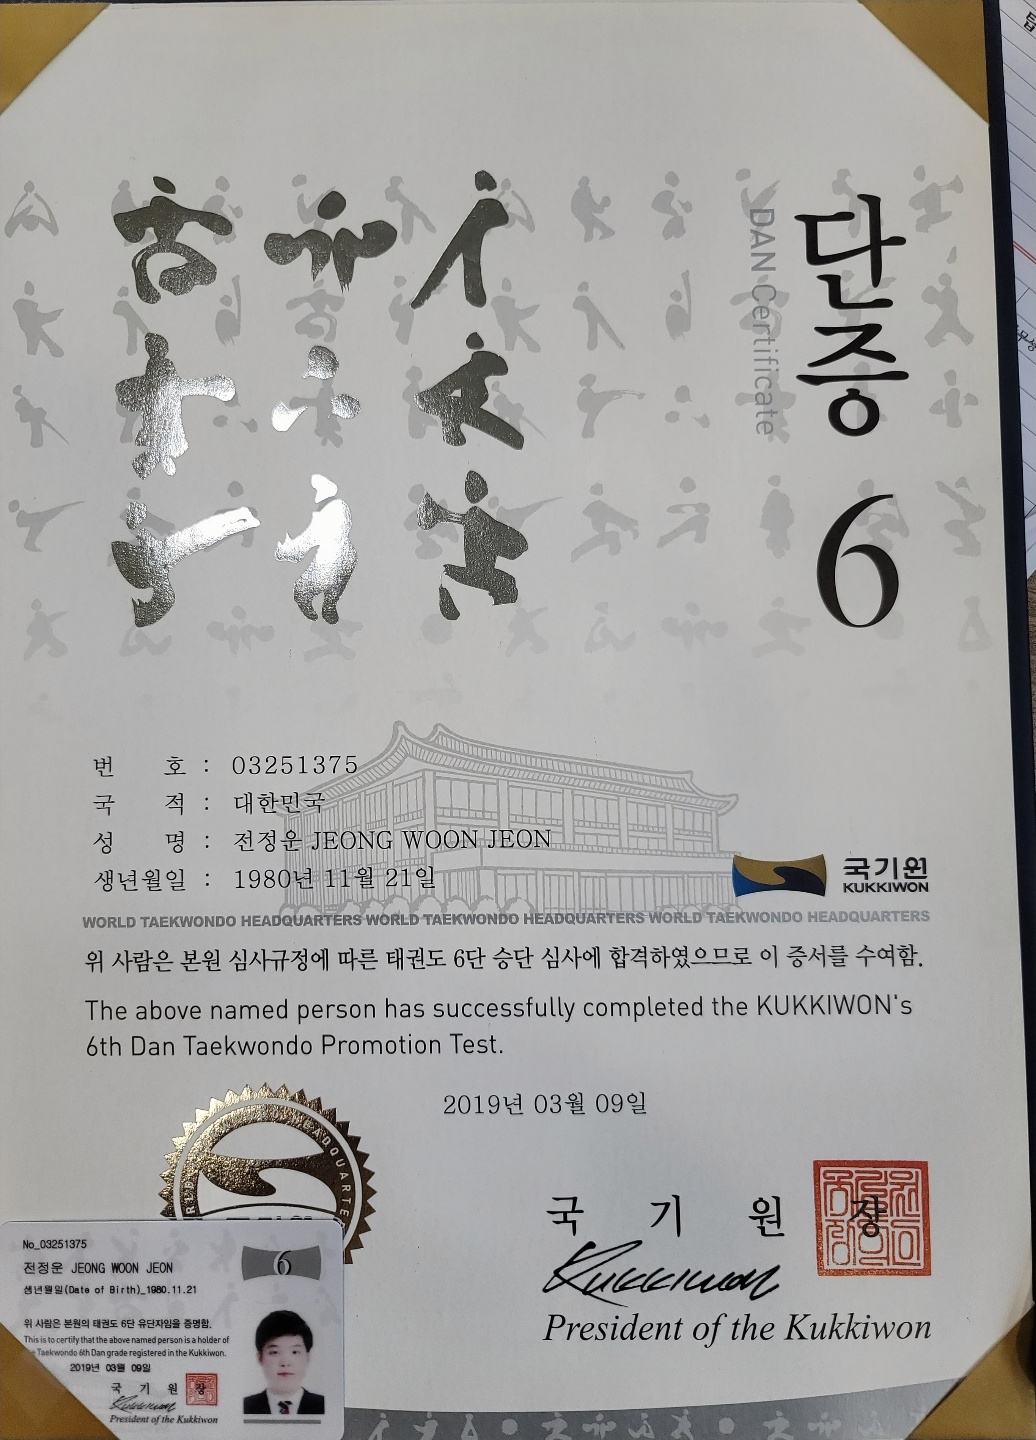 단증
DAN Certificate
6
번 호 : 03251375
국 적 : 대한민국
성 명 : 전정운 JEONG WOON JEON
생년월일 : 1980년 11월 21일
국기원
KUKKIWON
WORLD TAEKWONDO HEADQUARTERS WORLD TAEKWONDO HEADQUARTERS WORLD TAEKWONDO HEADQUARTERS
위 사람은 본원 심사규정에 따른 태권도 6단 승단 심사에 합격하였으므로 이 증서를 수여함.
The above named person has successfully completed the KUKKIWON's
6th Dan Taekwondo Promotion Test.
2019년 03월 09일
국 기 원 장
Kukkiwon
President of the Kukkiwon
No_03251375
6
전정운 JEONG WOON JEON
생년월일(Date of Birth)_1980.11.21
위 사람은 본원의 태권도 6단 유단자임을 증명함.
This is to certify that the above named person is a holder of
Taekwondo 6th Dan grade registered in the Kukkiwon.
2019년 03월 09일
국 기 원 장
Kukkiwon
President of the Kukkiwon